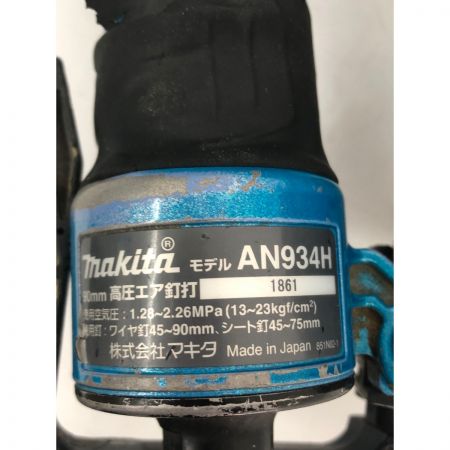 makita® モデル AN934H
90mm 高圧エア釘打 1861
使用空気圧：1.28~2.26MPa (13~23kgf/cm²)
使用釘：ワイヤ釘45~90mm、シート釘45~75mm
株式会社マキタ Made in Japan 851N82-1